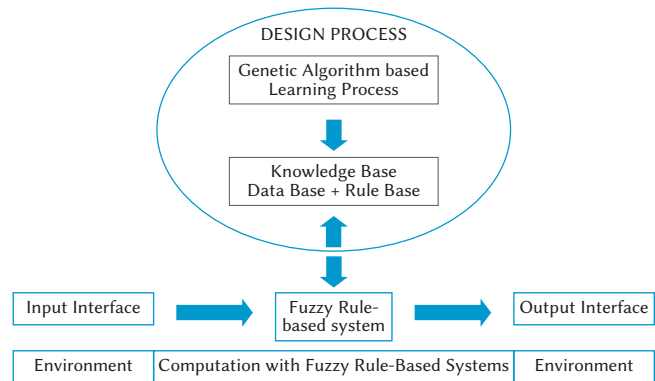 DESIGN PROCESS
Genetic Algorithm based
Learning Process
Knowledge Base
Data Base + Rule Base
Input Interface
Fuzzy Rule-
based system
Output Interface
Environment
Computation with Fuzzy Rule-Based Systems
Environment